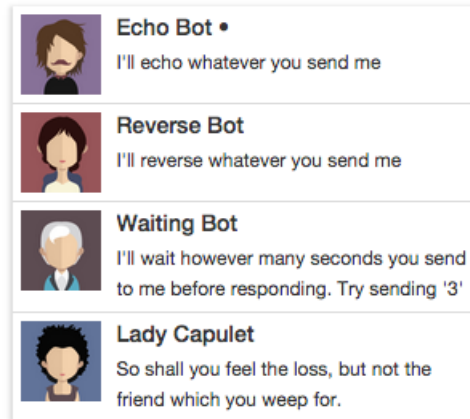 Echo Bot •
I'll echo whatever you send me
Reverse Bot
I'll reverse whatever you send me
Waiting Bot
I'll wait however many seconds you send
to me before responding. Try sending '3'
Lady Capulet
So shall you feel the loss, but not the
friend which you weep for.